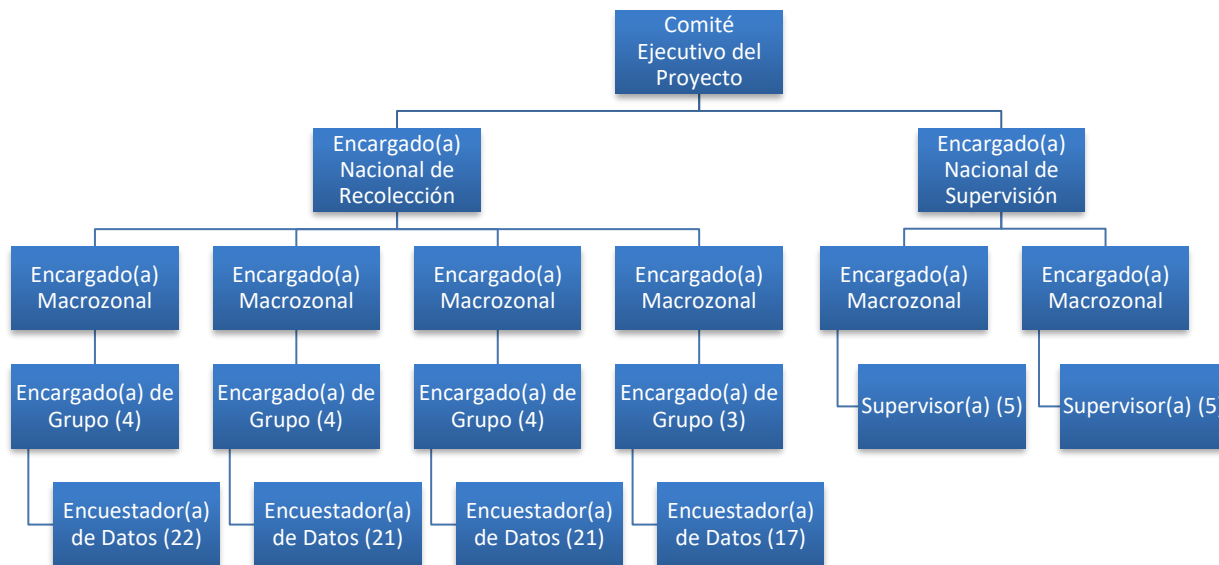 Comité
Ejecutivo del
Proyecto
Encargado(a)
Nacional de
Recolección
Encargado(a)
Nacional de
Supervisión
Encargado(a)
Macrozonal
Encargado(a)
Macrozonal
Encargado(a)
Macrozonal
Encargado(a)
Macrozonal
Encargado(a)
Macrozonal
Encargado(a)
Macrozonal
Encargado(a) de
Grupo (4)
Encargado(a) de
Grupo (4)
Encargado(a) de
Grupo (4)
Encargado(a) de
Grupo (3)
Supervisor(a) (5)
Supervisor(a) (5)
Encuestador(a)
de Datos (22)
Encuestador(a)
de Datos (21)
Encuestador(a)
de Datos (21)
Encuestador(a)
de Datos (17)